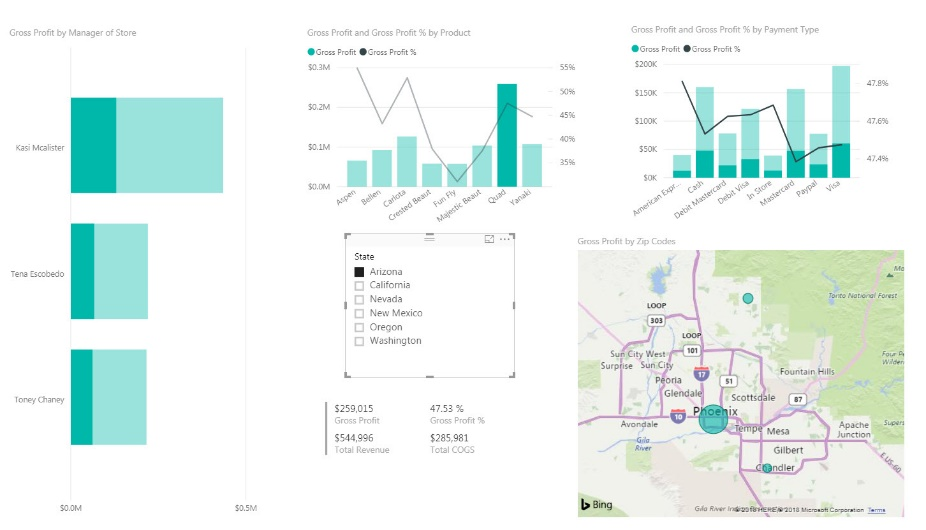 Gross Profit by Manager of Store
Kasi Mcalister
Tena Escobedo
Toney Chaney
$0.0M
$0.5M
Gross Profit and Gross Profit % by Product
Gross Profit
Gross Profit %
$0.3M
$0.2M
$0.1M
$0.0M
55%
50%
45%
40%
35%
Aspen
Bellen
Carlota
Crested Beaut
Fun Fly
Majestic Beaut
Quad
Yanaki
Gross Profit and Gross Profit % by Payment Type
Gross Profit
Gross Profit %
$200K
$150K
$100K
$50K
$0K
47.8%
47.6%
47.4%
American Expr...
Cash
Debit Mastercard
Debit Visa
In Store
Mastercard
Paypal
Visa
State
Arizona
California
Nevada
New Mexico
Oregon
Washington
$259,015
Gross Profit
47.53 %
Gross Profit %
$544,996
Total Revenue
$285,981
Total COGS
Gross Profit by Zip Codes
LOOP
303
LOOP
101
Tonto National Forest
Sun City West
Surprise
Sun City
17
Peoria
51
Fountain Hills
Glendale
Scottsdale
87
10
Phoenix
Avondale
Tempe
Mesa
Apache
Junction
Gila
River
Gilbert
Chandler
US-60
Bing
Gila River
© 2018 HERE © 2018 Microsoft Corporation
Terms